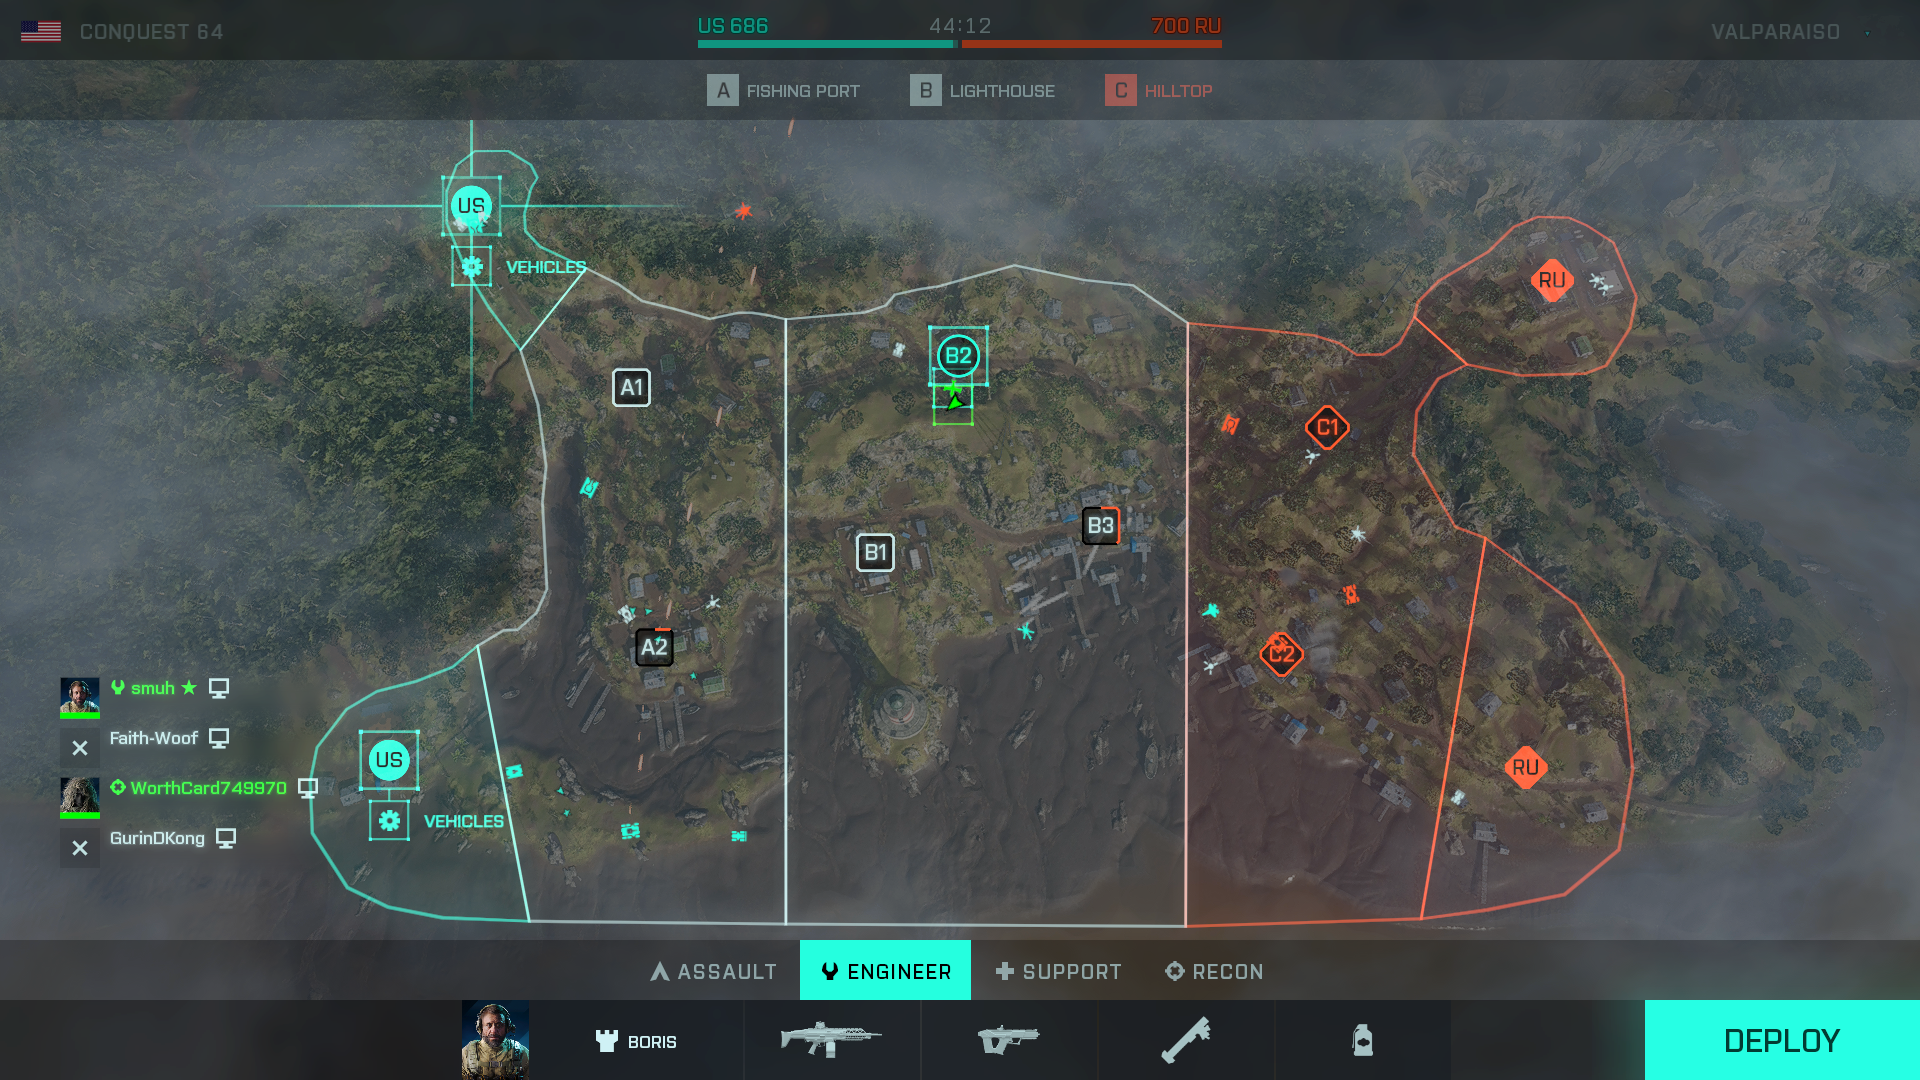 CONQUEST 64
US 686
44:12
700 RU
VALPARAISO
A FISHING PORT
B LIGHTHOUSE
C HILLTOP
US
VEHICLES
RU
B2
A1
C1
B3
B1
A2
C2
smuh
Faith-Woof
WorthCard749970
GurinDKong
US
VEHICLES
RU
ASSAULT
ENGINEER
SUPPORT
RECON
BORIS
DEPLOY